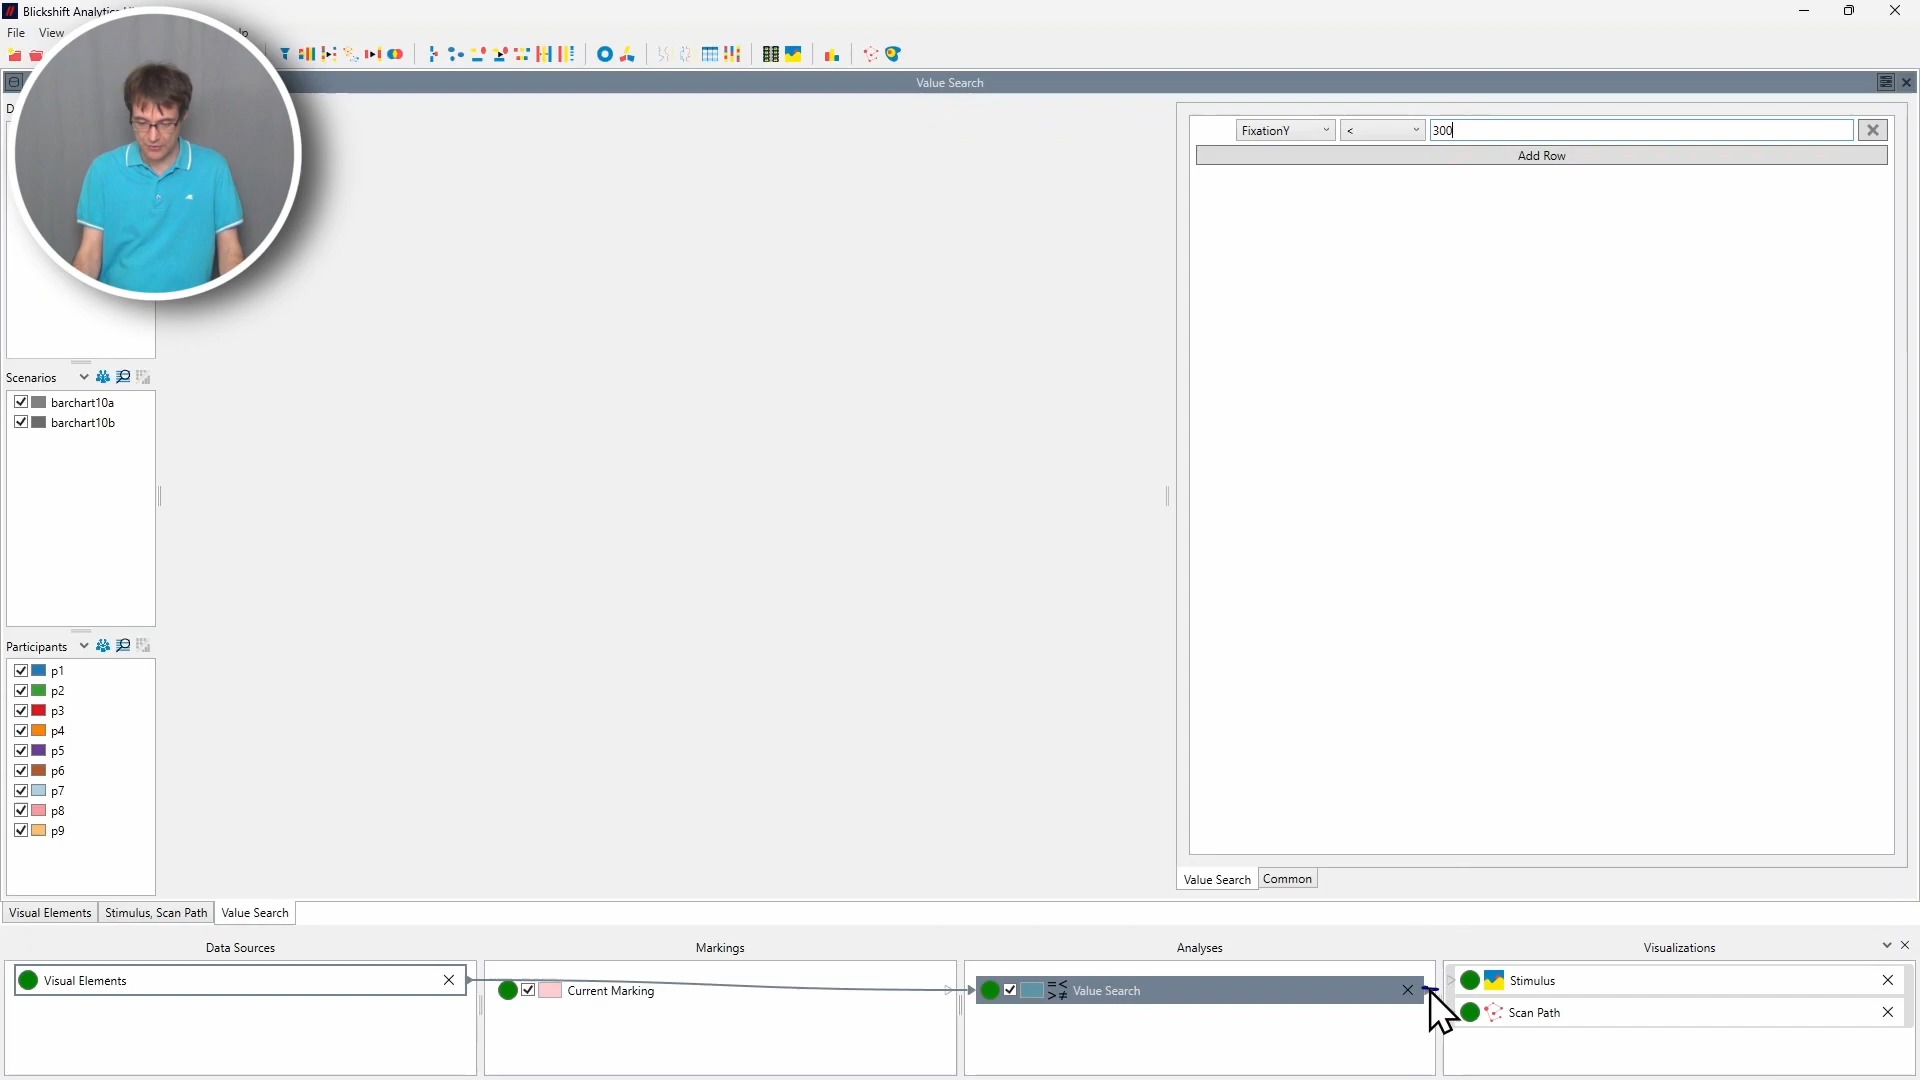 Blickshift Analytics
File View
Value Search
FixationY < 300
Add Row
Scenarios
barchart10a
barchart10b
Participants
p1
p2
p3
p4
p5
p6
p7
p8
p9
Value Search Common
Visual Elements Stimulus, Scan Path Value Search
Data Sources Markings Analyses Visualizations
Visual Elements
Current Marking
Value Search
Stimulus
Scan Path